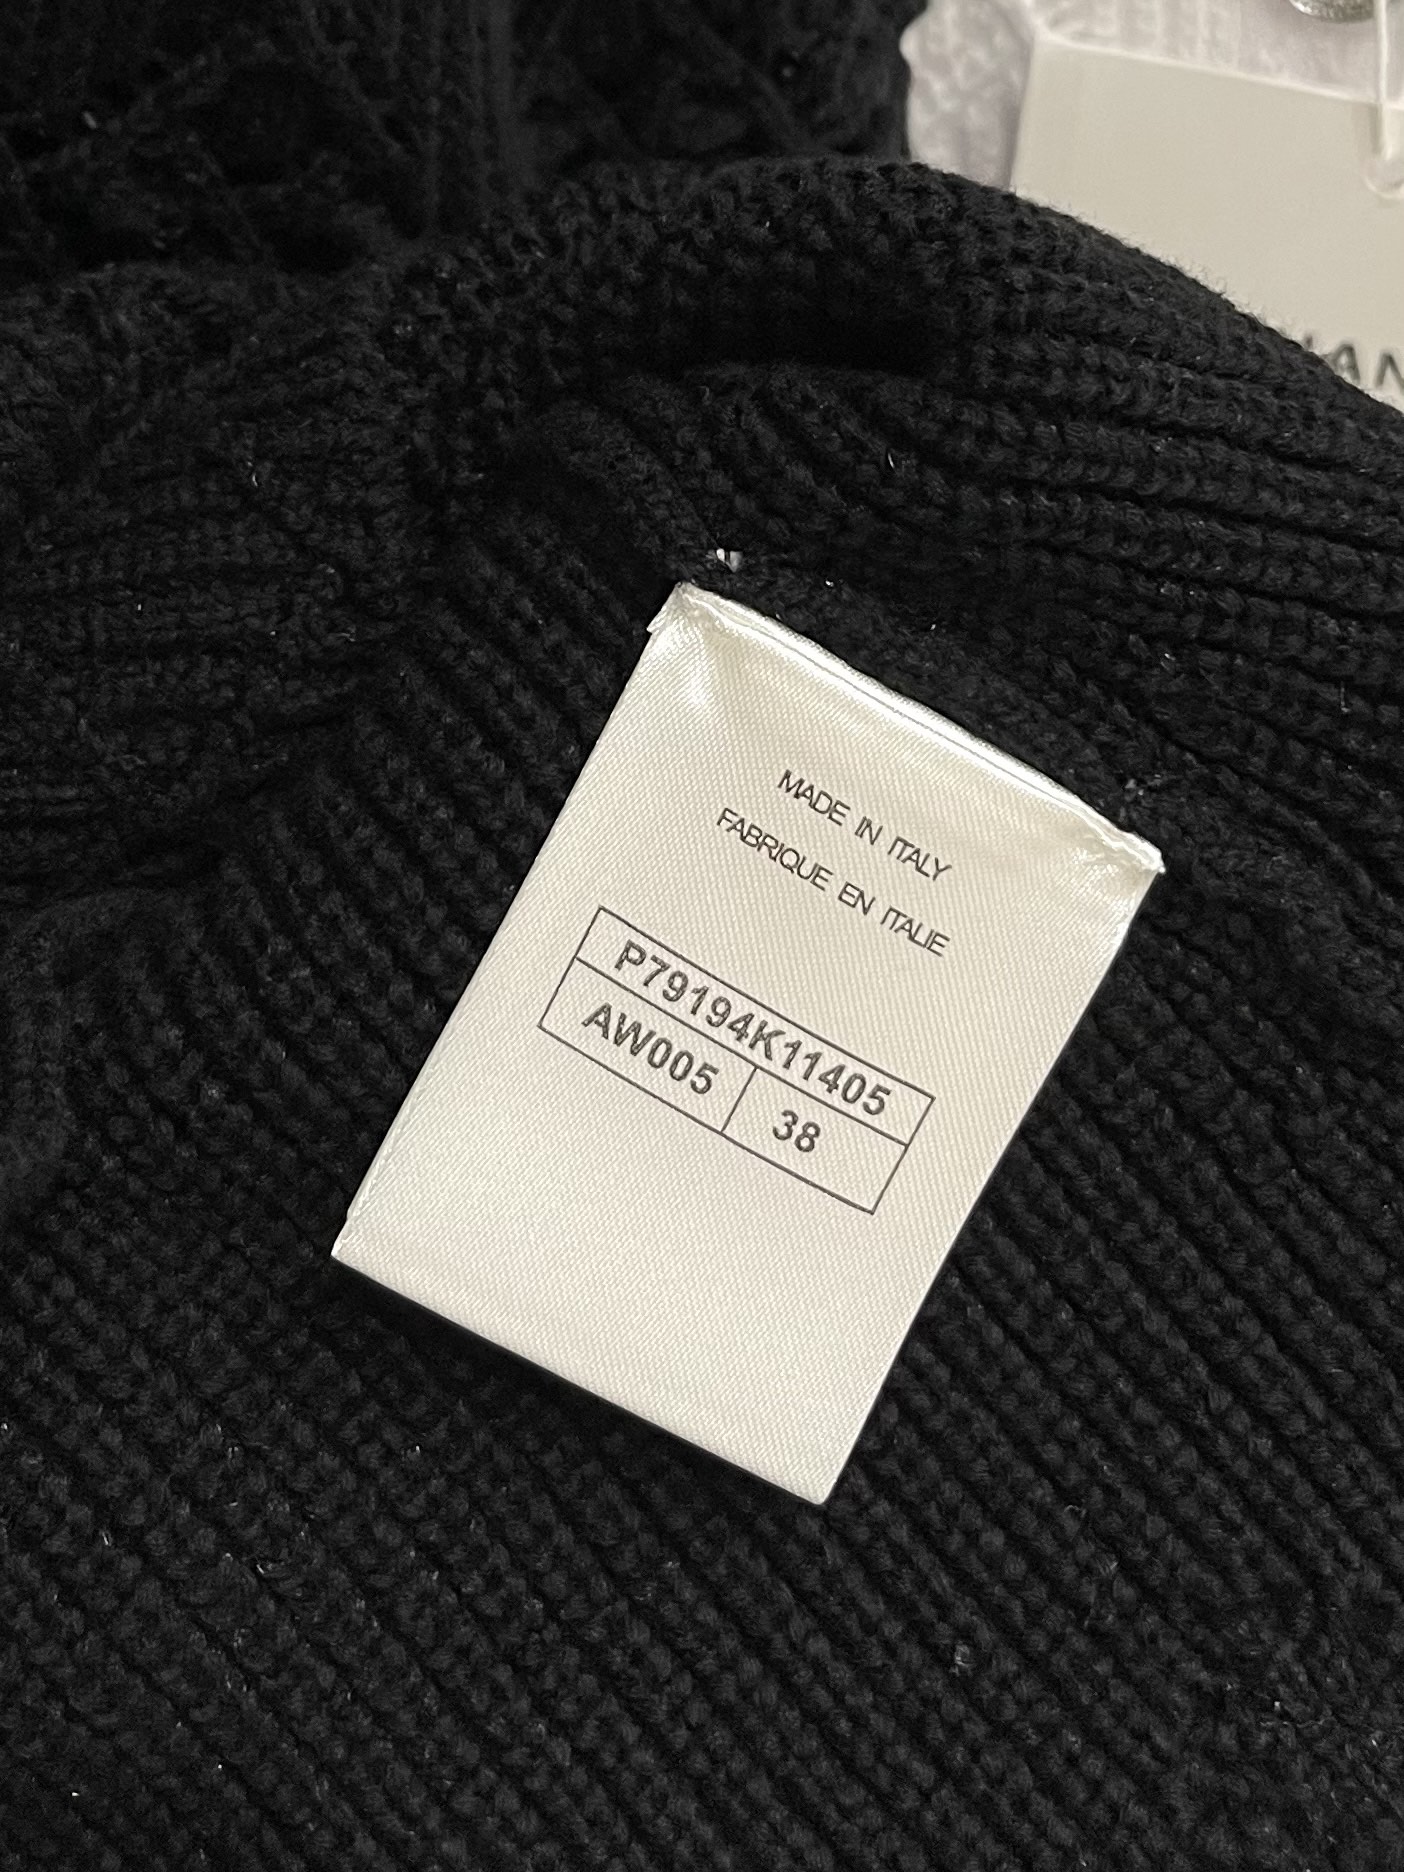 MADE IN ITALY
FABRIQUE EN ITALIE
P79194K11405
AW005 38